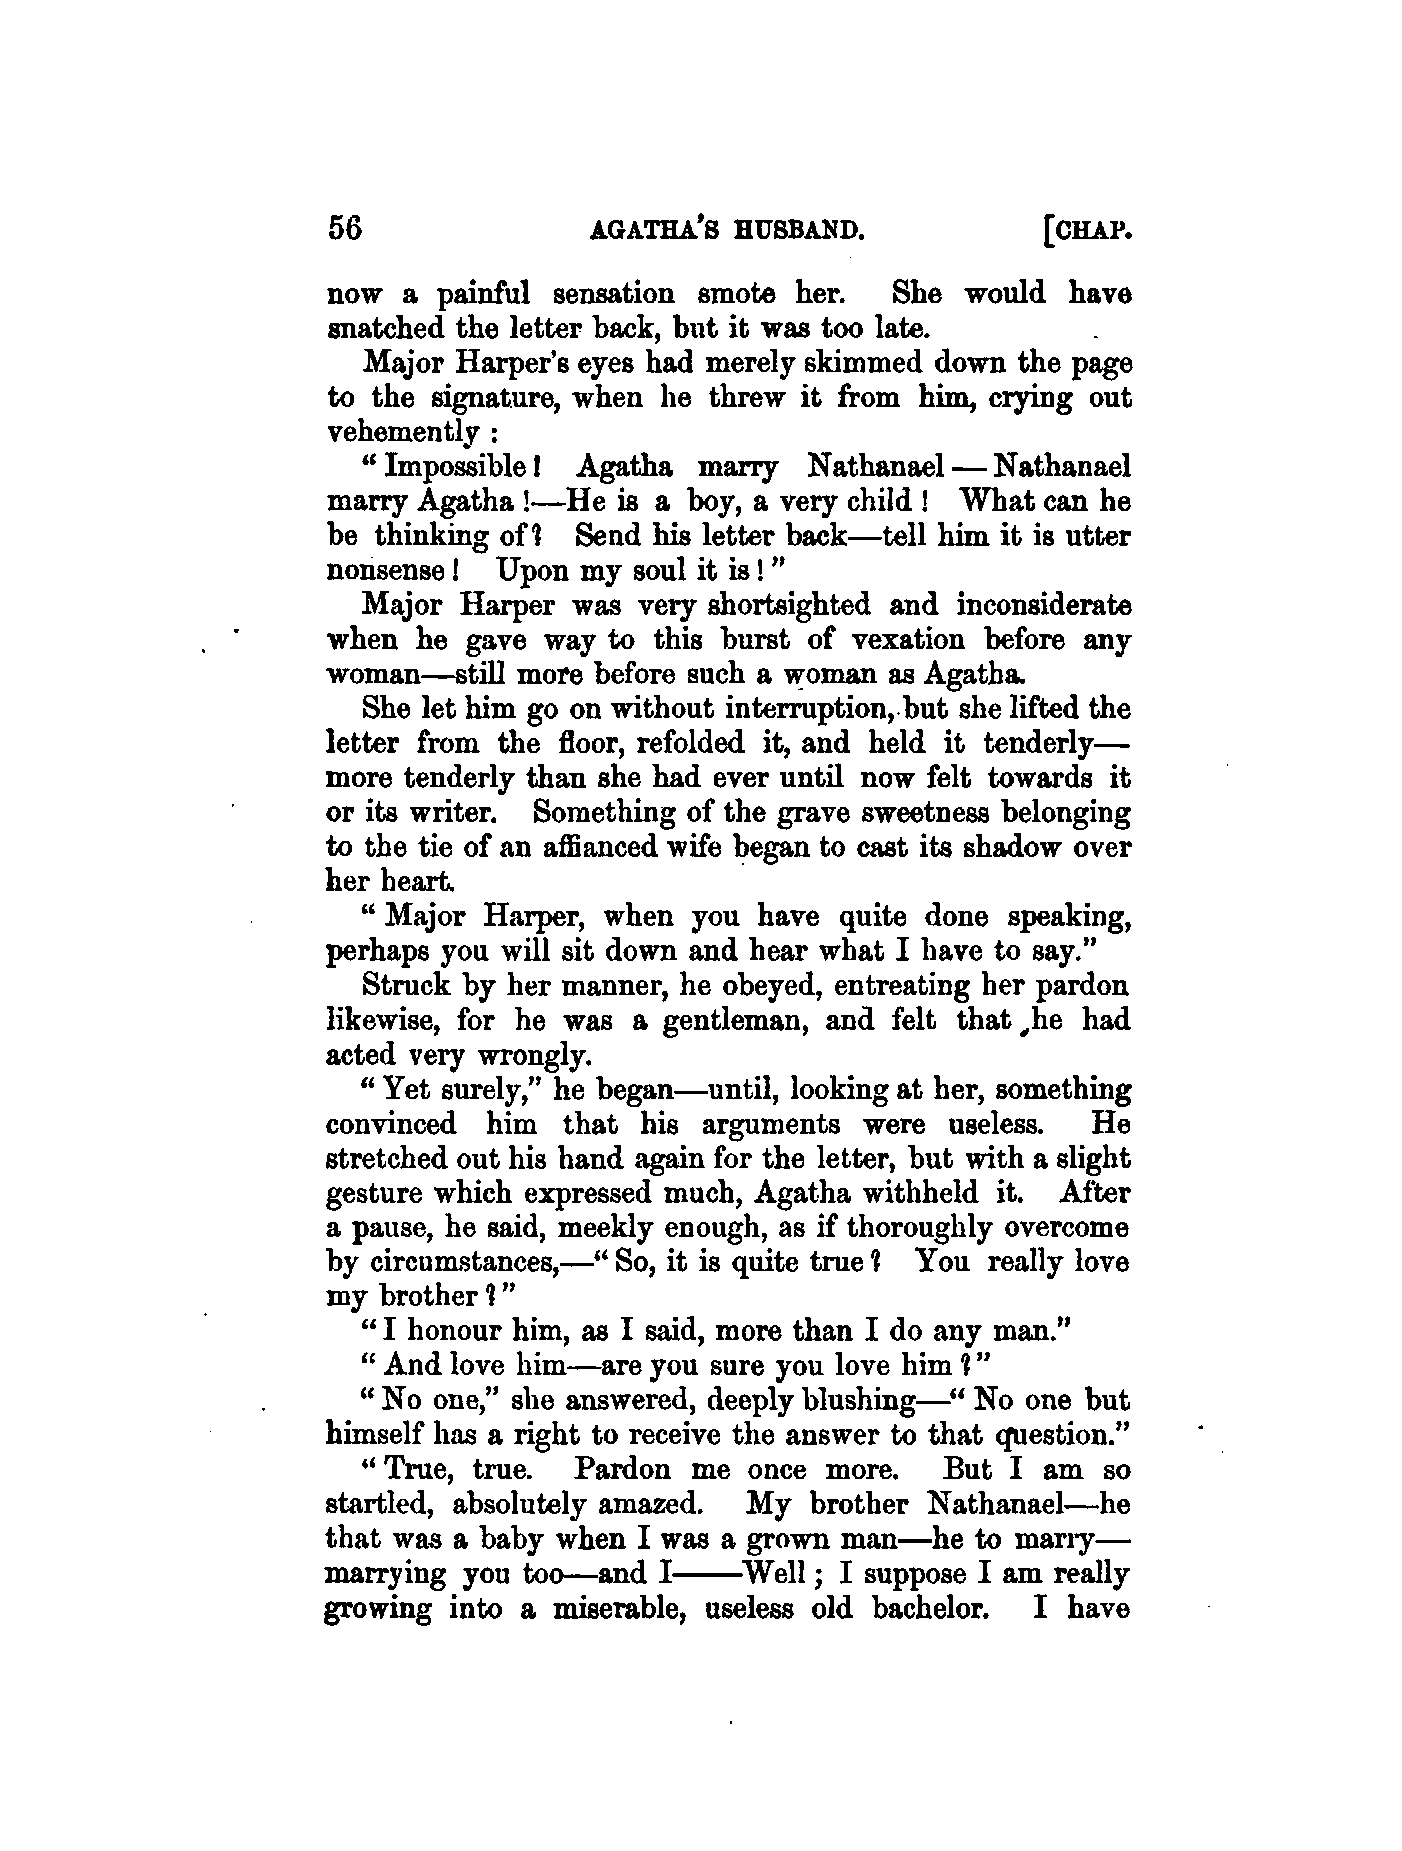 56 AGATHA'S HUSBAND. [CHAP.
now a painful sensation smote her. She would have
snatched the letter back, but it was too late.
Major Harper's eyes had merely skimmed down the page
to the signature, when he threw it from him, crying out
vehemently :
“ Impossible ! Agatha marry Nathanael — Nathanael
marry Agatha !—He is a boy, a very child ! What can he
be thinking of? Send his letter back—tell him it is utter
nonsense ! Upon my soul it is ! ”
Major Harper was very shortsighted and inconsiderate
when he gave way to this burst of vexation before any
woman—still more before such a woman as Agatha.
She let him go on without interruption, but she lifted the
letter from the floor, refolded it, and held it tenderly—
more tenderly than she had ever until now felt towards it
or its writer. Something of the grave sweetness belonging
to the tie of an affianced wife began to cast its shadow over
her heart.
“ Major Harper, when you have quite done speaking,
perhaps you will sit down and hear what I have to say.”
Struck by her manner, he obeyed, entreating her pardon
likewise, for he was a gentleman, and felt that he had
acted very wrongly.
“ Yet surely,” he began—until, looking at her, something
convinced him that his arguments were useless. He
stretched out his hand again for the letter, but with a slight
gesture which expressed much, Agatha withheld it. After
a pause, he said, meekly enough, as if thoroughly overcome
by circumstances,—“ So, it is quite true ? You really love
my brother ? ”
“ I honour him, as I said, more than I do any man.”
“ And love him—are you sure you love him ? ”
“ No one,” she answered, deeply blushing—“ No one but
himself has a right to receive the answer to that question.”
“ True, true. Pardon me once more. But I am so
startled, absolutely amazed. My brother Nathanael—he
that was a baby when I was a grown man—he to marry—
marrying you too—and I——Well ; I suppose I am really
growing into a miserable, useless old bachelor. I have